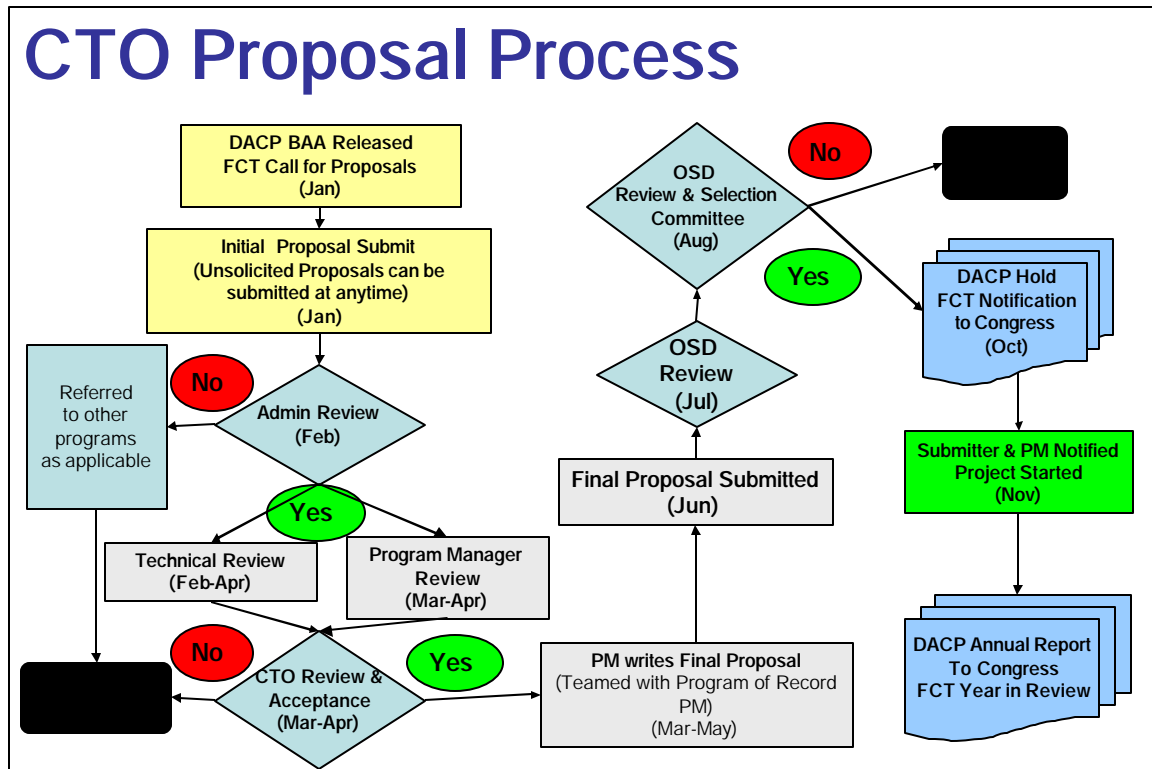 CTO Proposal Process
DACP BAA Released
FCT Call for Proposals
(Jan)
Initial Proposal Submit
(Unsolicited Proposals can be
submitted at anytime)
(Jan)
No
Referred
to other
programs
as applicable
Admin Review
(Feb)
Yes
Technical Review
(Feb-Apr)
Program Manager
Review
(Mar-Apr)
No
CTO Review &
Acceptance
(Mar-Apr)
Yes
PM writes Final Proposal
(Teamed with Program of Record
PM)
(Mar-May)
Final Proposal Submitted
(Jun)
OSD
Review
(Jul)
OSD
Review & Selection
Committee
(Aug)
No
Yes
DACP Hold
FCT Notification
to Congress
(Oct)
Submitter & PM Notified
Project Started
(Nov)
DACP Annual Report
To Congress
FCT Year in Review